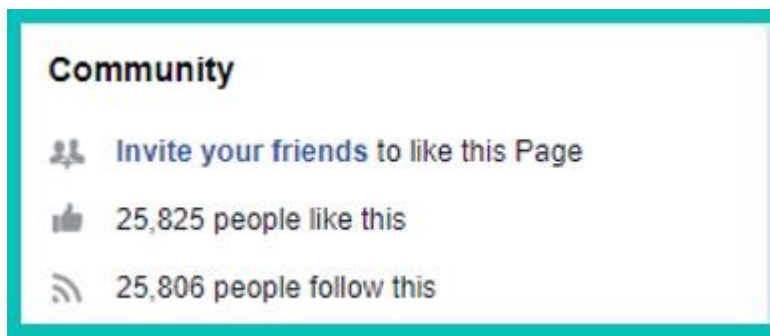 Community
Invite your friends to like this Page
25,825 people like this
25,806 people follow this